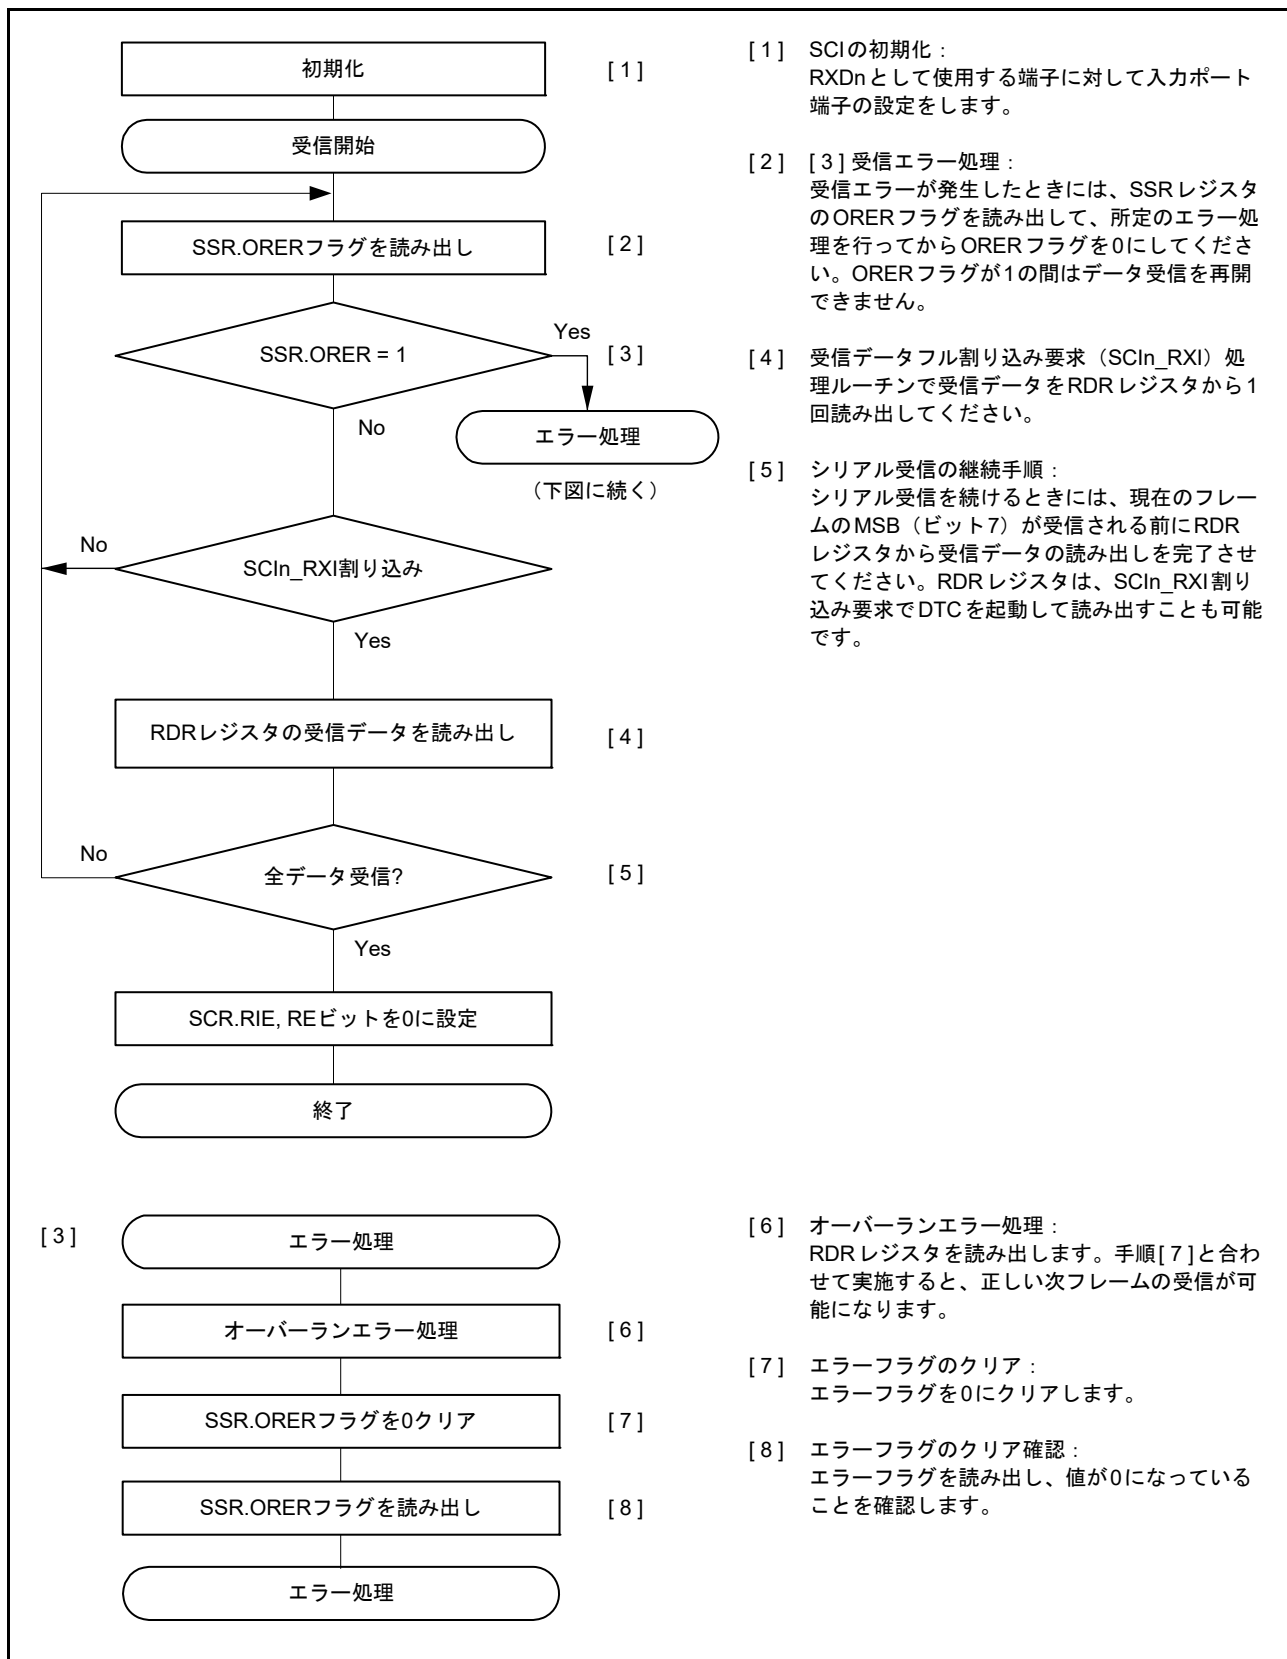 初期化
[ 1 ]
受信開始
SSR.ORERフラグを読み出し
[ 2 ]
SSR.ORER = 1
Yes
[ 3 ]
No
エラー処理
（下図に続く）
No
SCIn_RXI割り込み
Yes
RDRレジスタの受信データを読み出し
[ 4 ]
No
全データ受信?
[ 5 ]
Yes
SCR.RIE, REビットを0に設定
終了
[ 1 ] SCIの初期化：
RXDnとして使用する端子に対して入力ポート
端子の設定をします。
[ 2 ] [ 3 ] 受信エラー処理：
受信エラーが発生したときには、SSRレジスタ
のORERフラグを読み出して、所定のエラー処
理を行ってからORERフラグを0にしてくださ
い。ORERフラグが1の間はデータ受信を再開
できません。
[ 4 ] 受信データフル割り込み要求（SCIn_RXI）処
理ルーチンで受信データをRDRレジスタから1
回読み出してください。
[ 5 ] シリアル受信の継続手順：
シリアル受信を続けるときには、現在のフレー
ムのMSB（ビット7）が受信される前にRDR
レジスタから受信データの読み出しを完了させ
てください。RDRレジスタは、SCIn_RXI割り
込み要求でDTCを起動して読み出すことも可能
です。
[ 3 ]
エラー処理
オーバーランエラー処理
[ 6 ]
SSR.ORERフラグを0クリア
[ 7 ]
SSR.ORERフラグを読み出し
[ 8 ]
エラー処理
[ 6 ] オーバーランエラー処理：
RDRレジスタを読み出します。手順[ 7 ]と合わ
せて実施すると、正しい次フレームの受信が可
能になります。
[ 7 ] エラーフラグのクリア：
エラーフラグを0にクリアします。
[ 8 ] エラーフラグのクリア確認：
エラーフラグを読み出し、値が0になっている
ことを確認します。